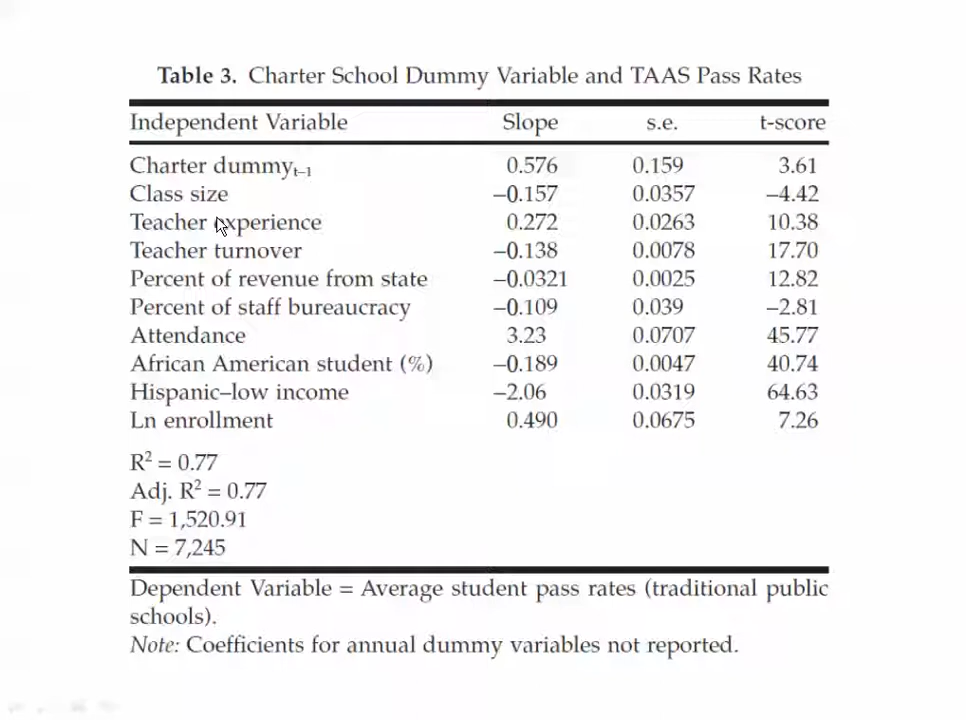 Table 3. Charter School Dummy Variable and TAAS Pass Rates
Independent Variable Slope s.e. t-score
Charter dummyt–1 0.576 0.159 3.61
Class size –0.157 0.0357 –4.42
Teacher experience 0.272 0.0263 10.38
Teacher turnover –0.138 0.0078 17.70
Percent of revenue from state –0.0321 0.0025 12.82
Percent of staff bureaucracy –0.109 0.039 –2.81
Attendance 3.23 0.0707 45.77
African American student (%) –0.189 0.0047 40.74
Hispanic–low income –2.06 0.0319 64.63
Ln enrollment 0.490 0.0675 7.26
R² = 0.77
Adj. R² = 0.77
F = 1,520.91
N = 7,245
Dependent Variable = Average student pass rates (traditional public
schools).
Note: Coefficients for annual dummy variables not reported.